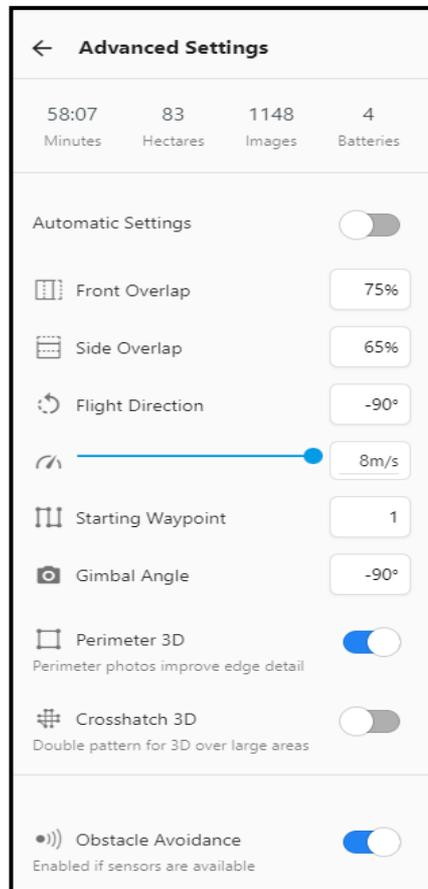 Advanced Settings
58:07 83 1148 4
Minutes Hectares Images Batteries
Automatic Settings
Front Overlap 75%
Side Overlap 65%
Flight Direction -90°
8m/s
Starting Waypoint 1
Gimbal Angle -90°
Perimeter 3D
Perimeter photos improve edge detail
Crosshatch 3D
Double pattern for 3D over large areas
Obstacle Avoidance
Enabled if sensors are available